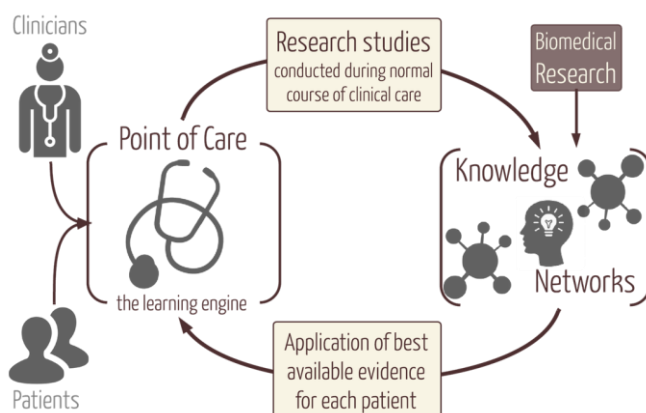 Clinicians
Research studies
conducted during normal
course of clinical care
Biomedical
Research
Point of Care
the learning engine
Knowledge
Networks
Patients
Application of best
available evidence
for each patient